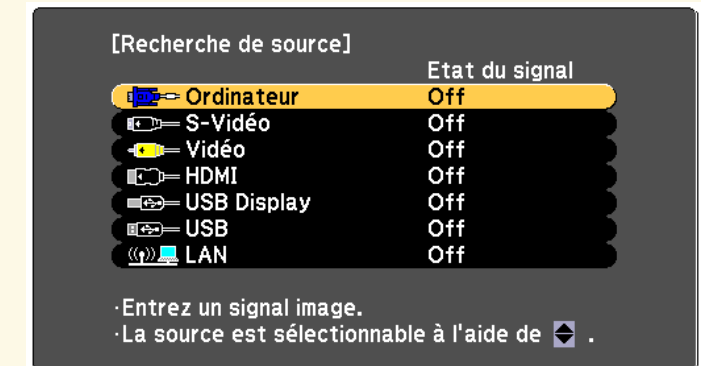 [Recherche de source]
Etat du signal
Ordinateur Off
S-Vidéo Off
Vidéo Off
HDMI Off
USB Display Off
USB Off
LAN Off
·Entrez un signal image.
·La source est sélectionnable à l'aide de .